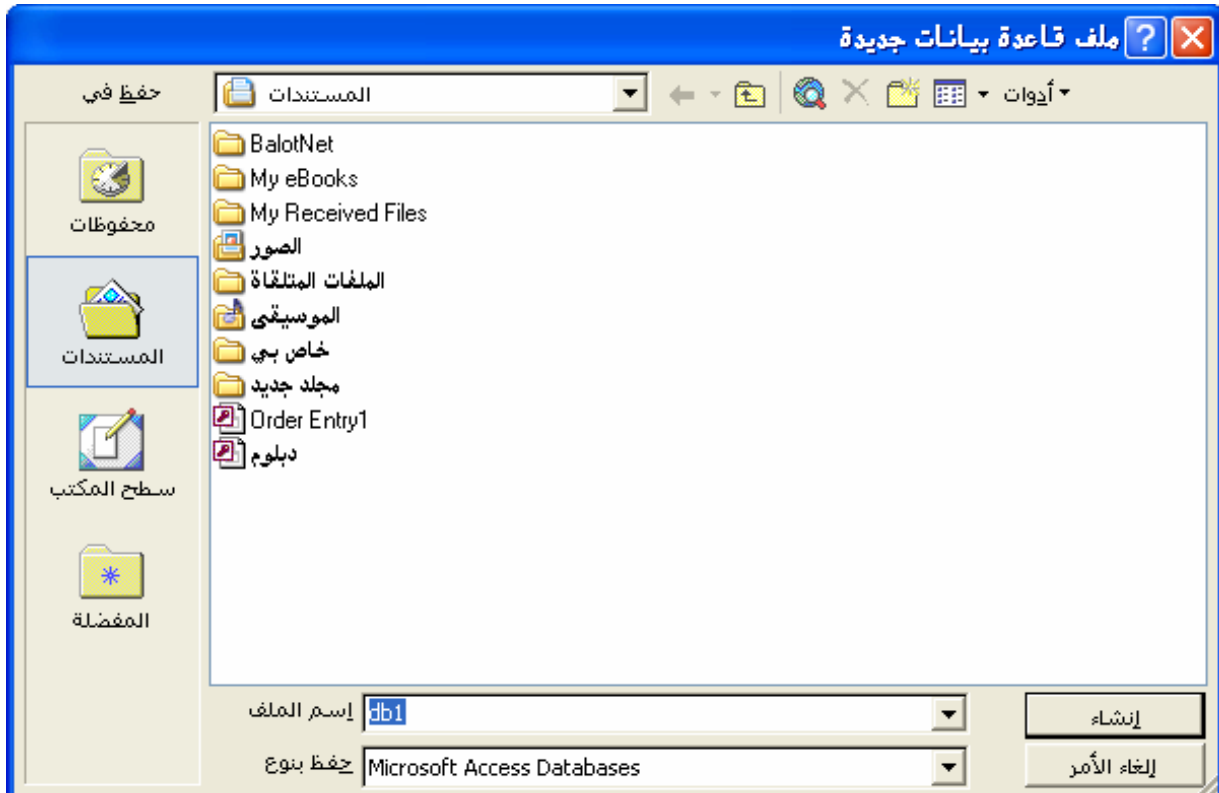 ملف قاعدة بيانات جديدة
حفظ في
المستندات
أدوات
محفوظات
المستندات
سطح المكتب
المفضلة
BalotNet
My eBooks
My Received Files
الصور
الملفات المتلقاة
الموسيقى
خاص بي
مجلد جديد
Order Entry1
دبلوم
إسم الملف
db1
إنشاء
حفظ بنوع
Microsoft Access Databases
إلغاء الأمر